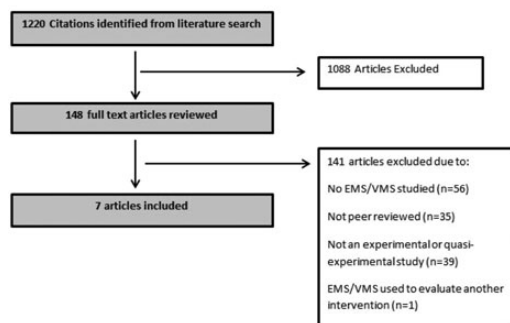 1220 Citations identified from literature search
1088 Articles Excluded
148 full text articles reviewed
141 articles excluded due to:
No EMS/VMS studied (n=56)
Not peer reviewed (n=35)
Not an experimental or quasi-
experimental study (n=39)
EMS/VMS used to evaluate another
intervention (n=1)
7 articles included